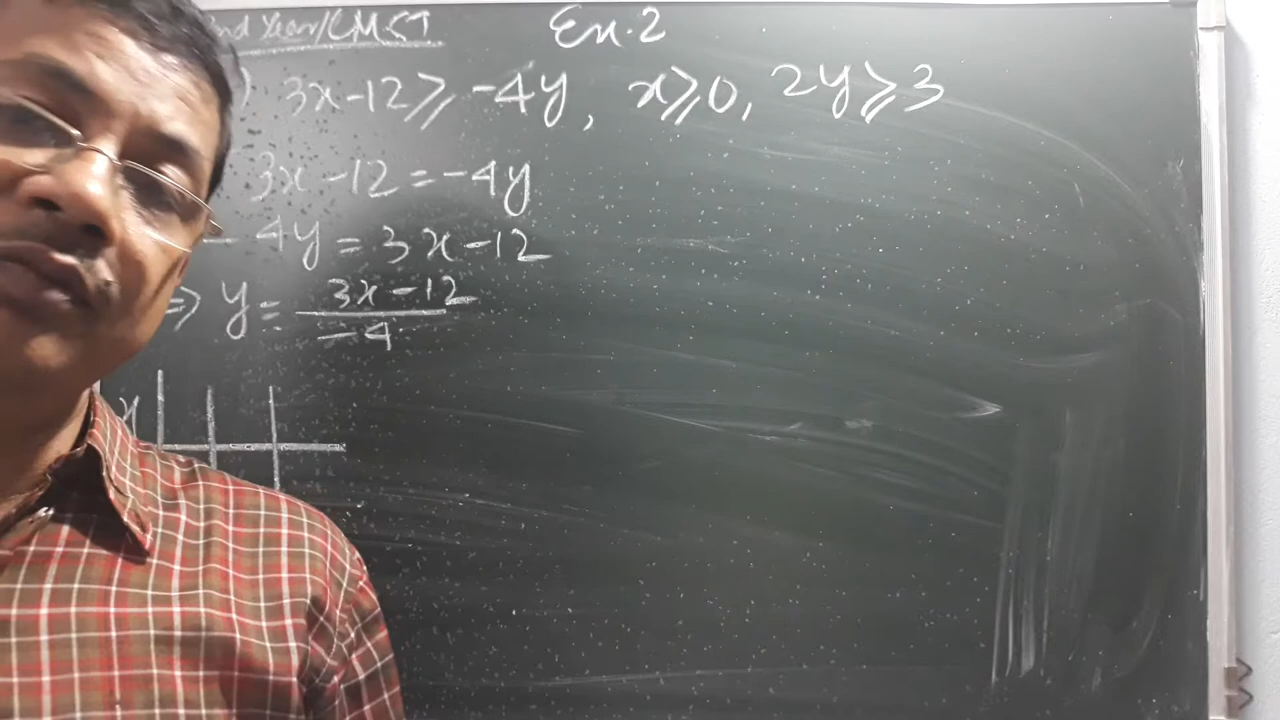 Year/CMST Ex.2
) 3x-12⩾-4y, x⩾0, 2y⩾3
3x-12=-4y
-4y=3x-12
⇒ y= 3x-12
-4
x